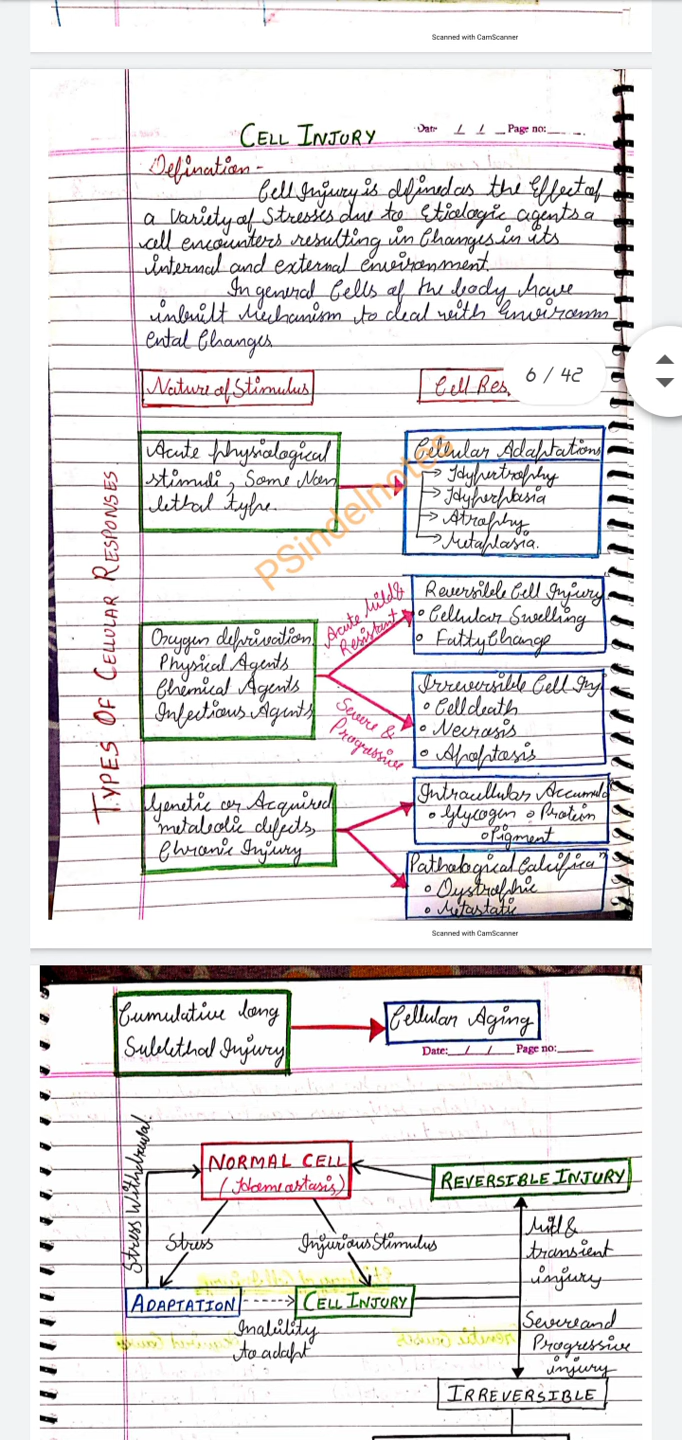 Scanned with CamScanner
CELL INJURY
Date / / Page no:
Defination -
Cell Injury is dfined as the Effect of
a Variety of Stresses due to Etiologic agents a
cell encounters resulting in Changes in its
internal and external environment.
In general Cells of the body have
inbuilt Mechanism to deal with Environm
ental Changes
Nature of Stimulus
Cell Res.
6 / 42
TYPES OF CELLULAR RESPONSES
Acute physiological
stimuli, Some Non
lethal type.
Cellular Adaptations
Hypertrophy
Hyperplasia
Atrophy
Metaplasia.
PSindelnotes
Oxygen deprivation
Physical Agents
Chemical Agents
Infectious Agents
Acute Mild &
Resistant
Severe &
Progressive
Reversible Cell Injury
• Cellular Swelling
• Fatty Change
Irreversible Cell Inj
• Cell death
• Necrosis
• Apoptosis
Genetic or Acquired
metabolic defects,
Chronic Injury
Intracellular Accumula
• Glycogen • Protein
• Pigment
Pathological Calcifica"
• Dystrophic
• Metastatic
Scanned with CamScanner
Cumulative long
Sublethal Injury
Cellular Aging
Date: / / Page no:
Stress Withdrawal
NORMAL CELL
(Homeostasis)
REVERSIBLE INJURY
Stress
Injurious Stimulus
Mild &
transient
injury
ADAPTATION
CELL INJURY
Inability
to adapt
Severe and
Progressive
injury
IRREVERSIBLE